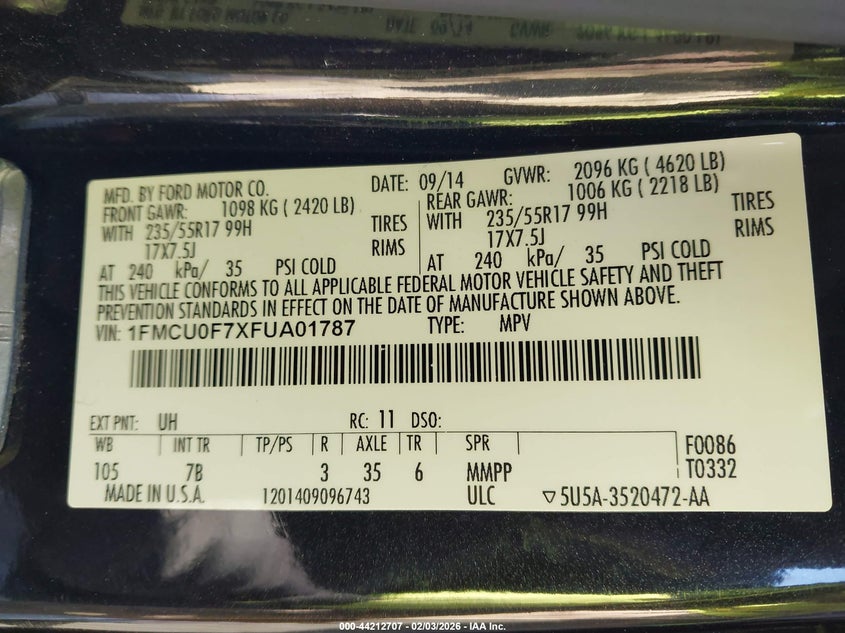 MFD. BY FORD MOTOR CO.
DATE: 09/14 GVWR: 2096 KG ( 4620 LB)
FRONT GAWR: 1098 KG ( 2420 LB)
REAR GAWR: 1006 KG ( 2218 LB)
WITH 235/55R17 99H TIRES
WITH 235/55R17 99H TIRES
17X7.5J RIMS
17X7.5J RIMS
AT 240 kPa/ 35 PSI COLD
AT 240 kPa/ 35 PSI COLD
THIS VEHICLE CONFORMS TO ALL APPLICABLE FEDERAL MOTOR VEHICLE SAFETY AND THEFT
PREVENTION STANDARDS IN EFFECT ON THE DATE OF MANUFACTURE SHOWN ABOVE.
VIN: 1FMCU0F7XFUA01787 TYPE: MPV
EXT PNT: UH RC: 11 DSO:
WB INT TR TP/PS R AXLE TR SPR
105 7B 3 35 6 MMPP
F0086
T0332
MADE IN U.S.A. 1201409096743 ULC ▽5U5A-3520472-AA
000-44212707 - 02/03/2026 - IAA Inc.